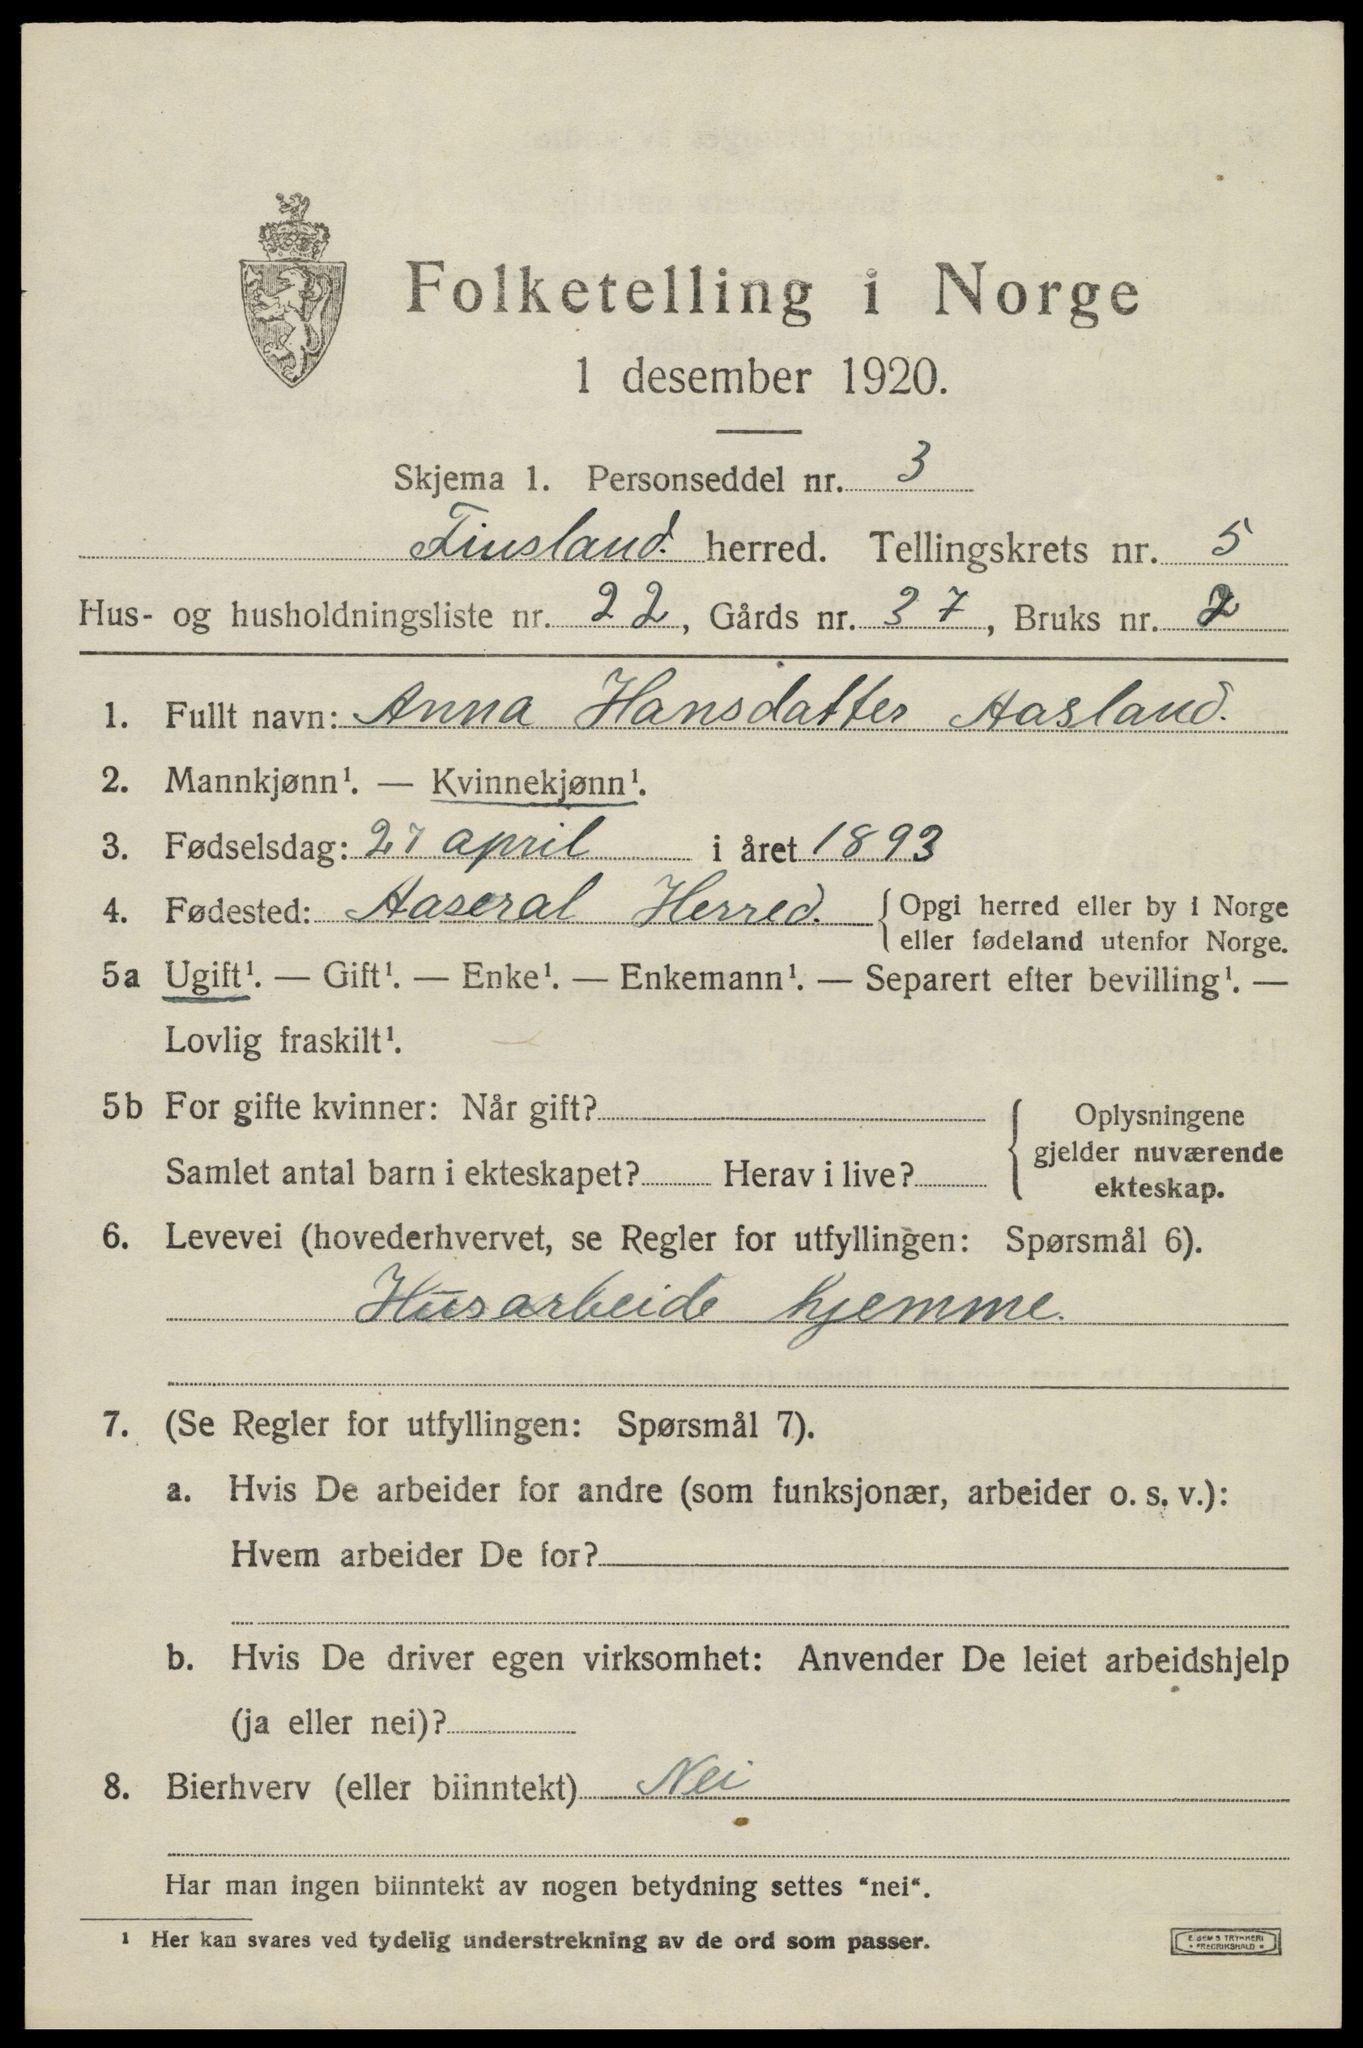 Folketelling i Norge
1 desember 1920.
Skjema 1. Personseddel nr. 3
Finsland. herred. Tellingskrets nr. 5
Hus- og husholdningsliste nr. 22, Gårds nr. 37, Bruks nr. 2
1. Fullt navn: Anna Hansdatter Aasland.
2. Mannkjønn¹. — Kvinnekjønn¹.
3. Fødselsdag: 27 april i året 1893
4. Fødested: Aaseral Herred. { Opgi herred eller by i Norge
eller fødeland utenfor Norge.
5a Ugift¹. — Gift¹. — Enke¹. — Enkemann¹. — Separert efter bevilling¹. —
Lovlig fraskilt¹.
5b For gifte kvinner: Når gift?
Samlet antal barn i ekteskapet? Herav i live?
{ Oplysningene
gjelder nuværende
ekteskap.
6. Levevei (hovederhvervet, se Regler for utfyllingen: Spørsmål 6).
Husarbeide hjemme.
7. (Se Regler for utfyllingen: Spørsmål 7).
a. Hvis De arbeider for andre (som funksjonær, arbeider o. s. v.):
Hvem arbeider De for?
b. Hvis De driver egen virksomhet: Anvender De leiet arbeidshjelp
(ja eller nei)?
8. Bierhverv (eller biinntekt) Nei
Har man ingen biinntekt av nogen betydning settes "nei".
¹ Her kan svares ved tydelig understrekning av de ord som passer.
E. SEM'S TRYKKERI
FREDRIKSHALD